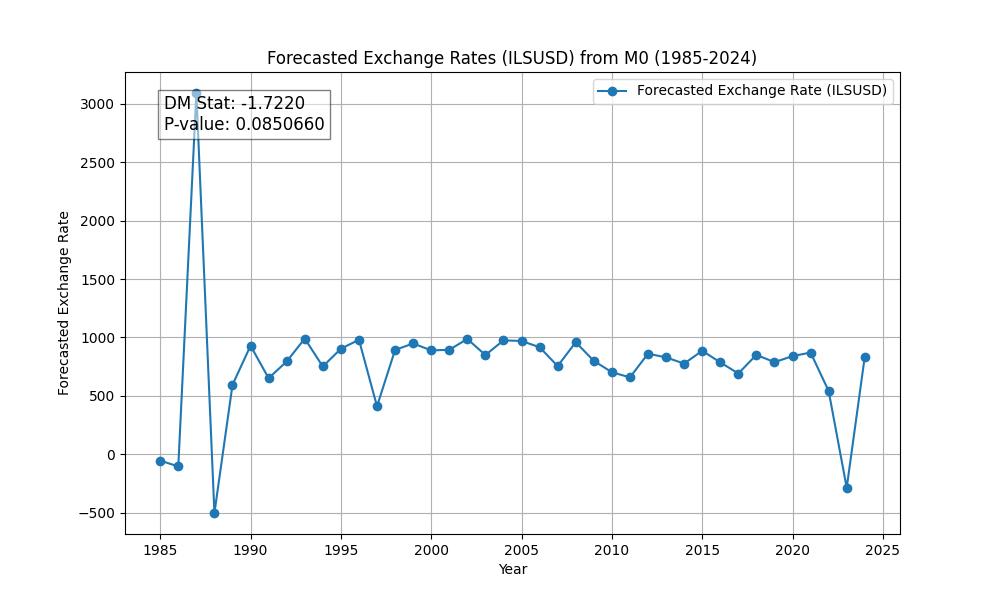 Forecasted Exchange Rates (ILSUSD) from M0 (1985-2024)
DM Stat: -1.7220
P-value: 0.0850660
Forecasted Exchange Rate (ILSUSD)
Forecasted Exchange Rate
3000
2500
2000
1500
1000
500
0
−500
1985 1990 1995 2000 2005 2010 2015 2020 2025
Year